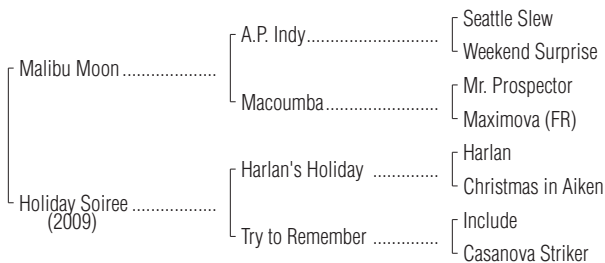 Seattle Slew
A.P. Indy
Weekend Surprise
Malibu Moon
Mr. Prospector
Macoumba
Maximova (FR)
Harlan
Harlan's Holiday
Christmas in Aiken
Holiday Soiree
(2009)
Include
Try to Remember
Casanova Striker